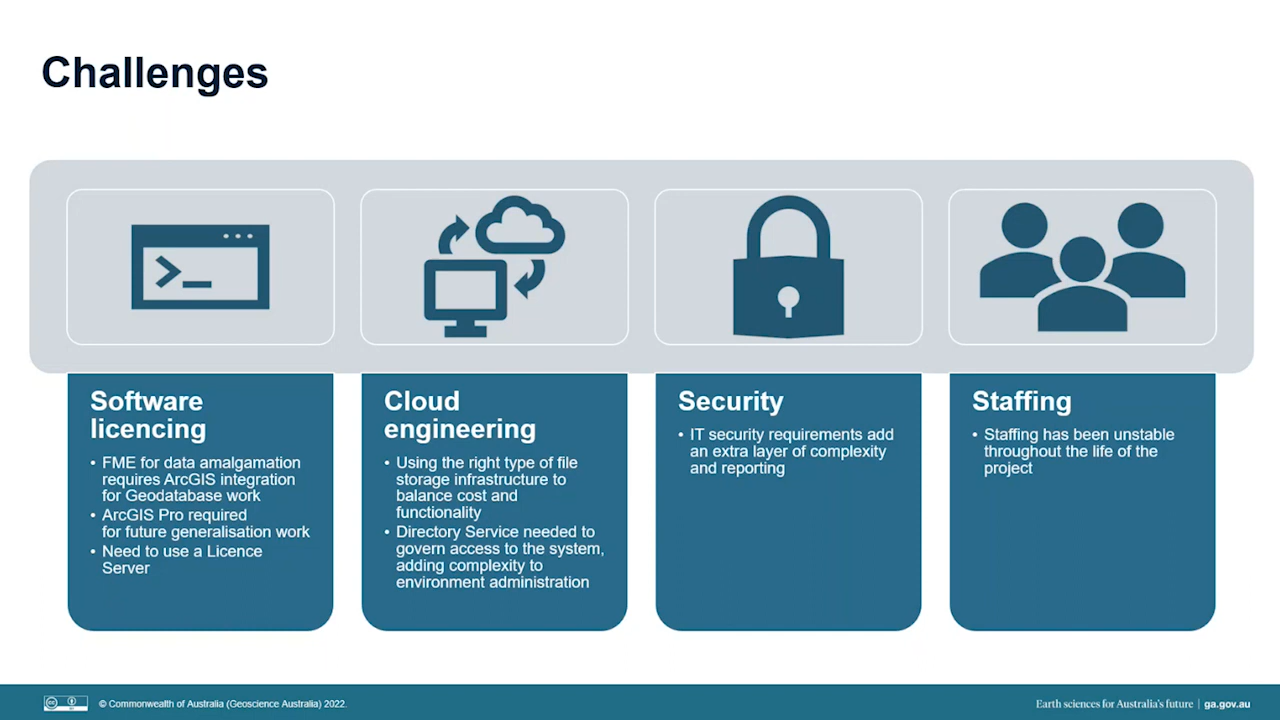 Challenges
Software
licencing
• FME for data amalgamation
requires ArcGIS integration
for Geodatabase work
• ArcGIS Pro required
for future generalisation work
• Need to use a Licence
Server
Cloud
engineering
• Using the right type of file
storage infrastructure to
balance cost and
functionality
• Directory Service needed to
govern access to the system,
adding complexity to
environment administration
Security
• IT security requirements add
an extra layer of complexity
and reporting
Staffing
• Staffing has been unstable
throughout the life of the
project
© Commonwealth of Australia (Geoscience Australia) 2022.
Earth sciences for Australia's future | ga.gov.au